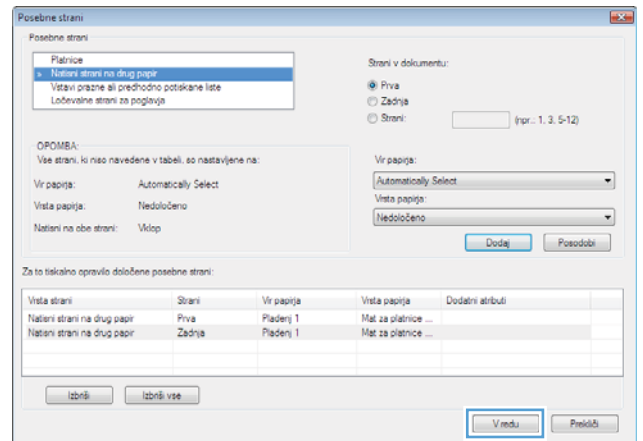 Posebne strani
Posebne strani
Platnice
» Natisni strani na drug papir
Vstavi prazne ali predhodno potiskane liste
Ločevalne strani za poglavja
Strani v dokumentu:
Prva
Zadnja
Strani:
(npr.: 1. 3. 5-12)
OPOMBA:
Vse strani, ki niso navedene v tabeli, so nastavljene na:
Vir papirja: Automatically Select
Vrsta papirja: Nedoločeno
Natisni na obe strani: Vklop
Vir papirja:
Automatically Select
Vrsta papirja:
Nedoločeno
Dodaj Posodobi
Za to tiskalno opravilo določene posebne strani:
Vrsta strani Strani Vir papirja Vrsta papirja Dodatni atributi
Natisni strani na drug papir Prva Pladenj 1 Mat za platnice ...
Natisni strani na drug papir Zadnja Pladenj 1 Mat za platnice ...
Izbriši Izbriši vse
V redu Prekliči